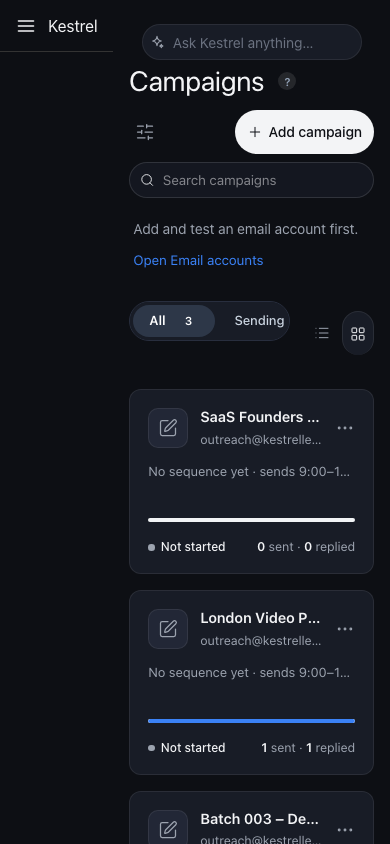 Kestrel
Ask Kestrel anything...
Campaigns ?
Add campaign
Search campaigns
Add and test an email account first.
Open Email accounts
All 3 Sending
SaaS Founders ...
outreach@kestrelle...
No sequence yet · sends 9:00–1...
Not started 0 sent · 0 replied
London Video P...
outreach@kestrelle...
No sequence yet · sends 9:00–1...
Not started 1 sent · 1 replied
Batch 003 – De...
outreach@kestrelle...